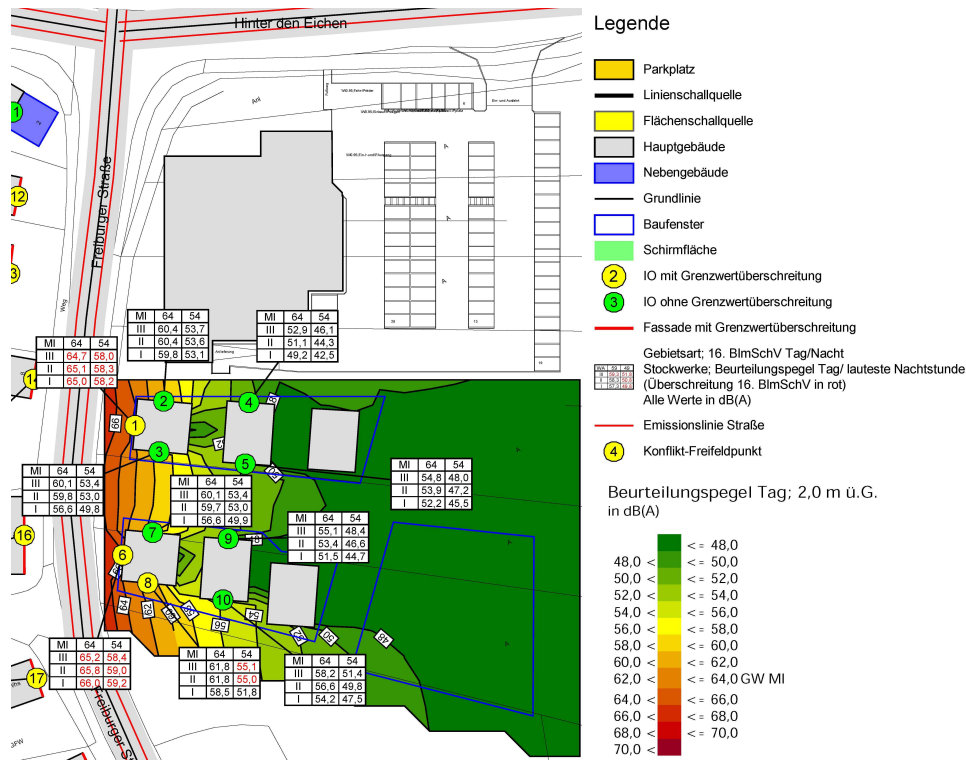 Hinter den Eichen
Freiburger Straße
Weg
Anlieferung
12
3
14
16
17
MI 64 54
III 60,4 53,7
II 60,4 53,6
I 59,8 53,1
MI 64 54
III 52,9 46,1
II 51,1 44,3
I 49,2 42,5
MI 64 54
III 64,7 58,0
II 65,1 58,3
I 65,0 58,2
2
4
1
3
5
66
52
50
MI 64 54
III 60,1 53,4
II 59,8 53,0
I 56,6 49,8
MI 64 54
III 60,1 53,4
II 59,7 53,0
I 56,6 49,9
MI 64 54
III 54,8 48,0
II 53,9 47,2
I 52,2 45,5
MI 64 54
III 55,1 48,4
II 53,4 46,6
I 51,5 44,7
7
9
6
8
10
64
62
56
54
50
48
MI 64 54
III 65,2 58,4
II 65,8 59,0
I 66,0 59,2
MI 64 54
III 61,8 55,1
II 61,8 55,0
I 58,5 51,8
MI 64 54
III 58,2 51,4
II 56,6 49,8
I 54,2 47,5
Legende
Parkplatz
Linienschallquelle
Flächenschallquelle
Hauptgebäude
Nebengebäude
Grundlinie
Baufenster
Schirmfläche
2 IO mit Grenzwertüberschreitung
3 IO ohne Grenzwertüberschreitung
Fassade mit Grenzwertüberschreitung
Gebietsart; 16. BImSchV Tag/Nacht
Stockwerke; Beurteilungspegel Tag/ lauteste Nachtstunde
(Überschreitung 16. BImSchV in rot)
Alle Werte in dB(A)
Emissionslinie Straße
4 Konflikt-Freifeldpunkt
Beurteilungspegel Tag; 2,0 m ü.G.
in dB(A)
<= 48,0
48,0 < <= 50,0
50,0 < <= 52,0
52,0 < <= 54,0
54,0 < <= 56,0
56,0 < <= 58,0
58,0 < <= 60,0
60,0 < <= 62,0
62,0 < <= 64,0 GW MI
64,0 < <= 66,0
66,0 < <= 68,0
68,0 < <= 70,0
70,0 <